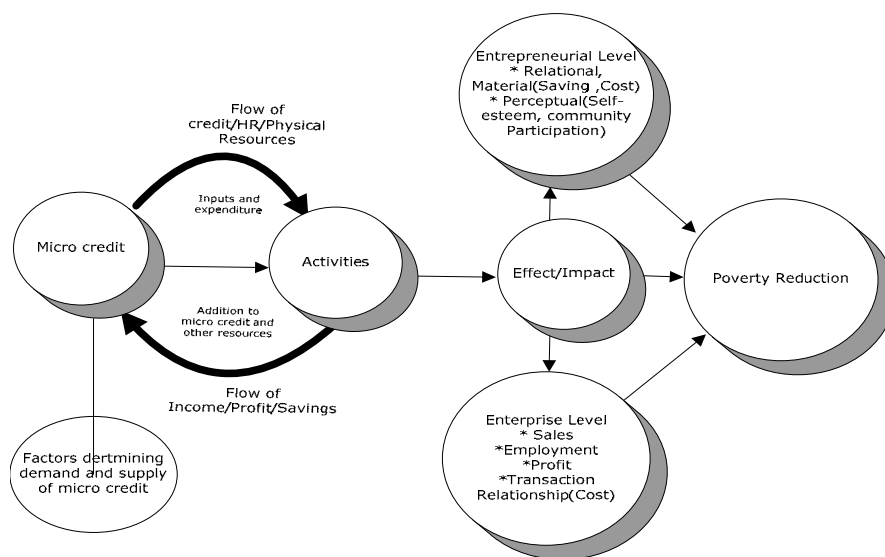 Flow of
credit/HR/Physical
Resources
Inputs and
expenditure
Micro credit
Activities
Addition to
micro credit and
other resources
Flow of
Income/Profit/Savings
Factors dertmining
demand and supply
of micro credit
Entrepreneurial Level
* Relational,
Material(Saving ,Cost)
* Perceptual(Self-
esteem, community
Participation)
Effect/Impact
Poverty Reduction
Enterprise Level
* Sales
*Employment
*Profit
*Transaction
Relationship(Cost)